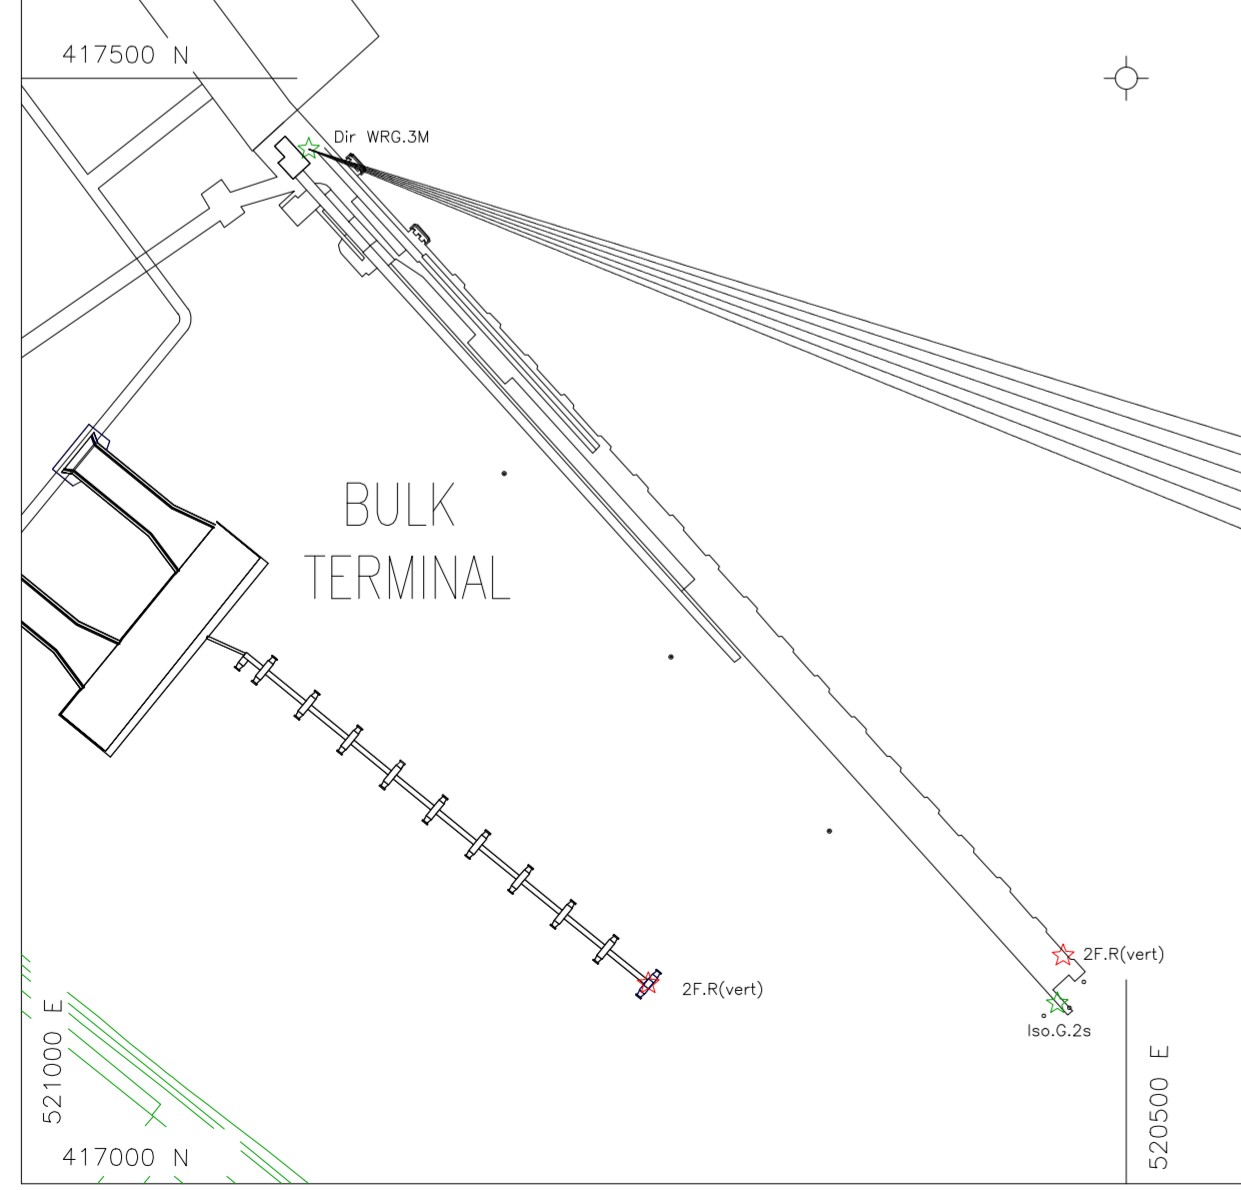 417500 N
Dir WRG.3M
BULK
TERMINAL
2F.R(vert)
2F.R(vert)
Iso.G.2s
521000 E
520500 E
417000 N